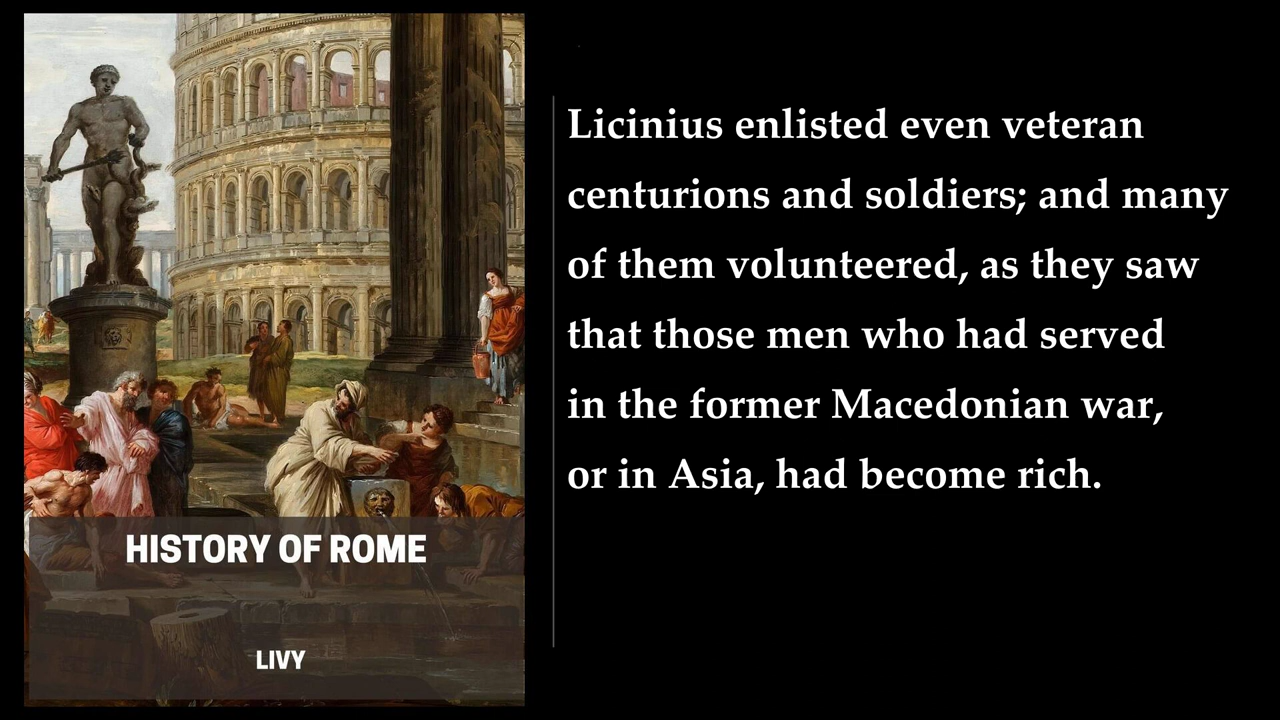 HISTORY OF ROME
LIVY
Licinius enlisted even veteran
centurions and soldiers; and many
of them volunteered, as they saw
that those men who had served
in the former Macedonian war,
or in Asia, had become rich.